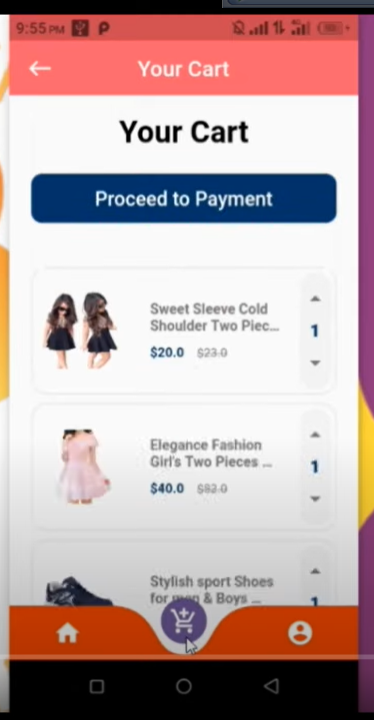 9:55 PM
Your Cart
Your Cart
Proceed to Payment
Sweet Sleeve Cold
Shoulder Two Piec...
1
$20.0 $23.0
Elegance Fashion
Girl's Two Pieces ...
1
$40.0 $82.0
Stylish sport Shoes
for men & Boys ...
1